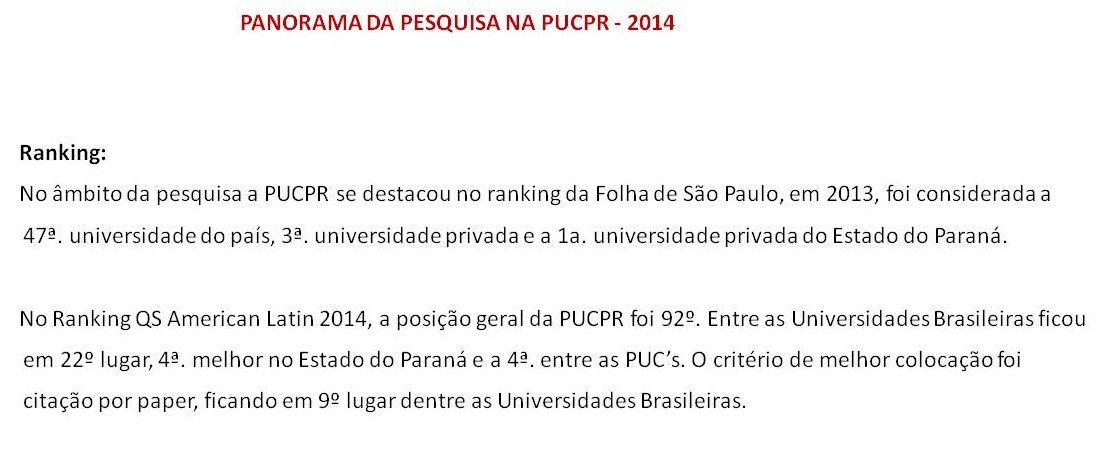 PANORAMA DA PESQUISA NA PUCPR - 2014
Ranking:
No âmbito da pesquisa a PUCPR se destacou no ranking da Folha de São Paulo, em 2013, foi considerada a
47ª. universidade do país, 3ª. universidade privada e a 1a. universidade privada do Estado do Paraná.
No Ranking QS American Latin 2014, a posição geral da PUCPR foi 92º. Entre as Universidades Brasileiras ficou
em 22º lugar, 4ª. melhor no Estado do Paraná e a 4ª. entre as PUC’s. O critério de melhor colocação foi
citação por paper, ficando em 9º lugar dentre as Universidades Brasileiras.